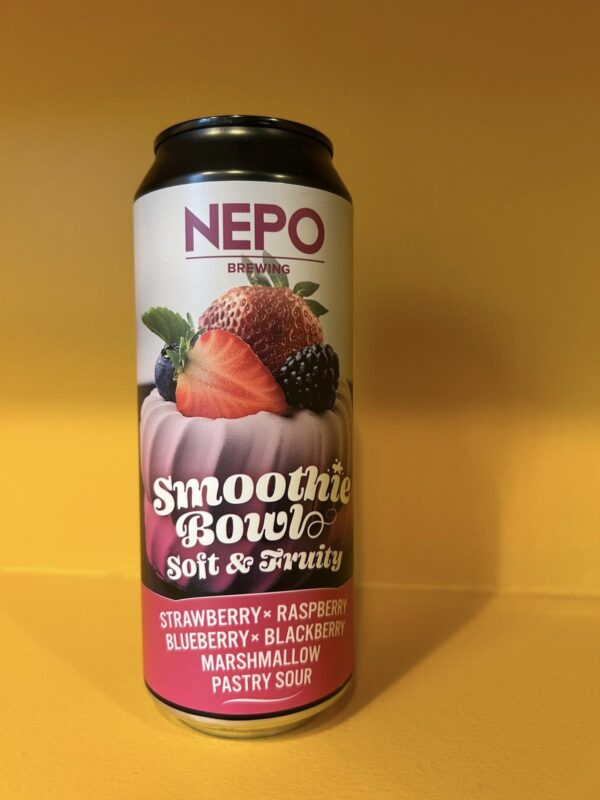 NEPO
BREWING
Smoothie
Bowl
Soft & Fruity
STRAWBERRY × RASPBERRY
BLUEBERRY × BLACKBERRY
MARSHMALLOW
PASTRY SOUR